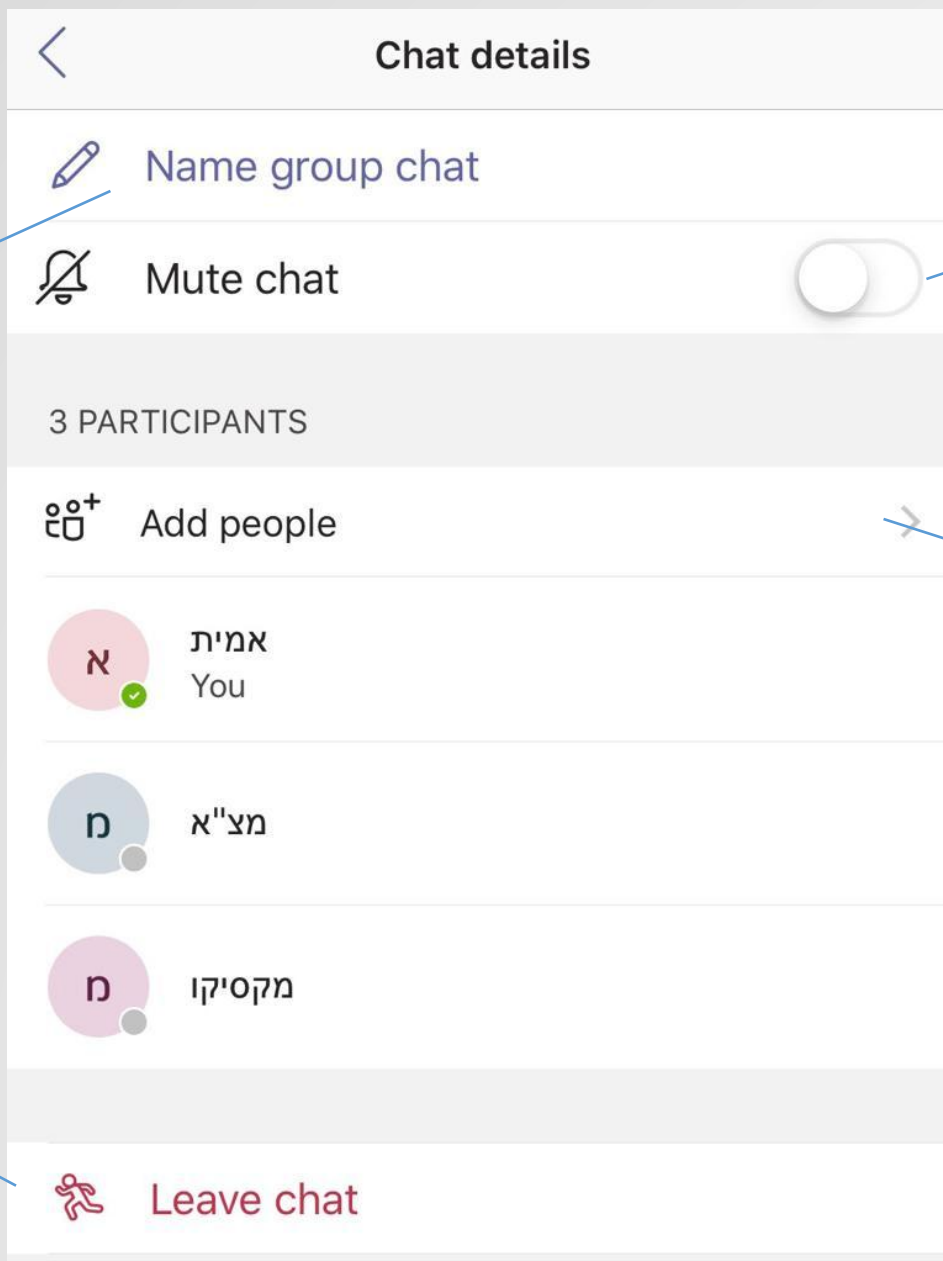 Chat details
Name group chat
Mute chat
3 PARTICIPANTS
Add people
א
אמית
You
מ
מצ"א
מ
מקסיקו
Leave chat